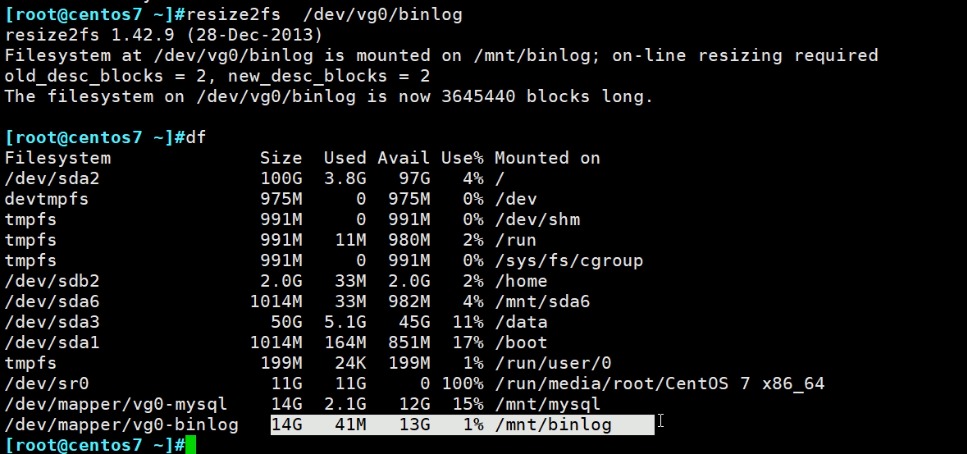 [root@centos7 ~]#resize2fs  /dev/vg0/binlog
resize2fs 1.42.9 (28-Dec-2013)
Filesystem at /dev/vg0/binlog is mounted on /mnt/binlog; on-line resizing required
old_desc_blocks = 2, new_desc_blocks = 2
The filesystem on /dev/vg0/binlog is now 3645440 blocks long.

[root@centos7 ~]#df
Filesystem              Size  Used Avail Use% Mounted on
/dev/sda2               100G  3.8G   97G   4% /
devtmpfs                975M     0  975M   0% /dev
tmpfs                   991M     0  991M   0% /dev/shm
tmpfs                   991M   11M  980M   2% /run
tmpfs                   991M     0  991M   0% /sys/fs/cgroup
/dev/sdb2               2.0G   33M  2.0G   2% /home
/dev/sda6              1014M   33M  982M   4% /mnt/sda6
/dev/sda3                50G  5.1G   45G  11% /data
/dev/sda1              1014M  164M  851M  17% /boot
tmpfs                   199M   24K  199M   1% /run/user/0
/dev/sr0                 11G   11G     0 100% /run/media/root/CentOS 7 x86_64
/dev/mapper/vg0-mysql    14G  2.1G   12G  15% /mnt/mysql
/dev/mapper/vg0-binlog   14G   41M   13G   1% /mnt/binlog
[root@centos7 ~]#